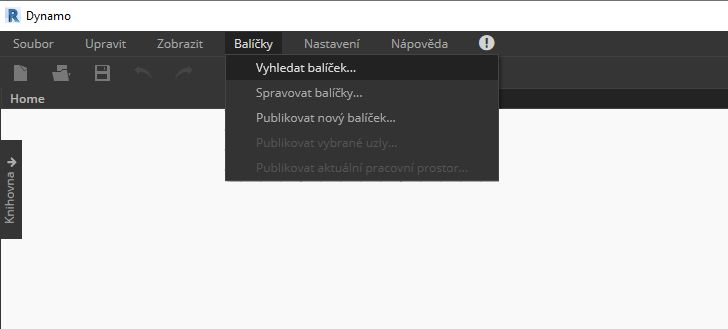 R Dynamo
Soubor Upravit Zobrazit Balíčky Nastavení Nápověda !
Vyhledat balíček...
Spravovat balíčky...
Publikovat nový balíček...
Publikovat vybrané uzly...
Publikovat aktuální pracovní prostor...
Home
Knihovna